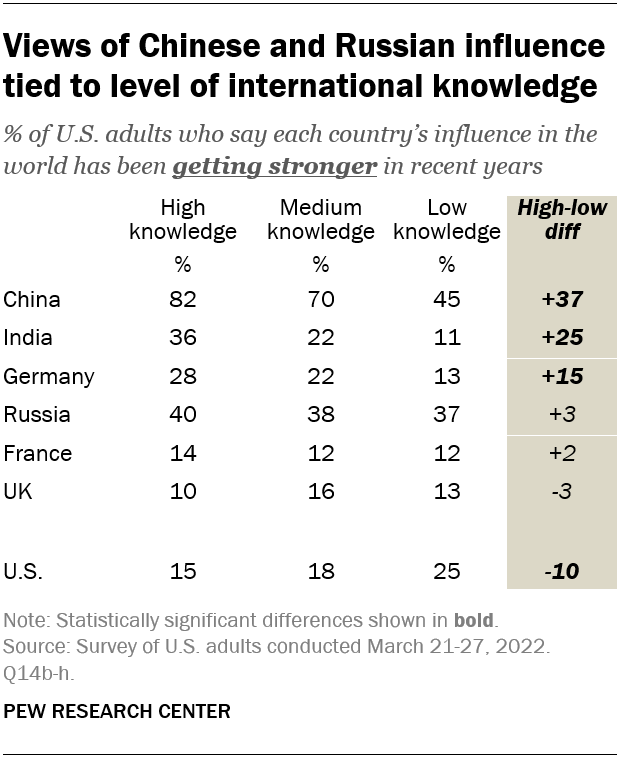 Views of Chinese and Russian influence
tied to level of international knowledge
% of U.S. adults who say each country’s influence in the
world has been getting stronger in recent years
High knowledge Medium knowledge Low knowledge High-low diff
% % %
China 82 70 45 +37
India 36 22 11 +25
Germany 28 22 13 +15
Russia 40 38 37 +3
France 14 12 12 +2
UK 10 16 13 -3
U.S. 15 18 25 -10
Note: Statistically significant differences shown in bold.
Source: Survey of U.S. adults conducted March 21-27, 2022.
Q14b-h.
PEW RESEARCH CENTER